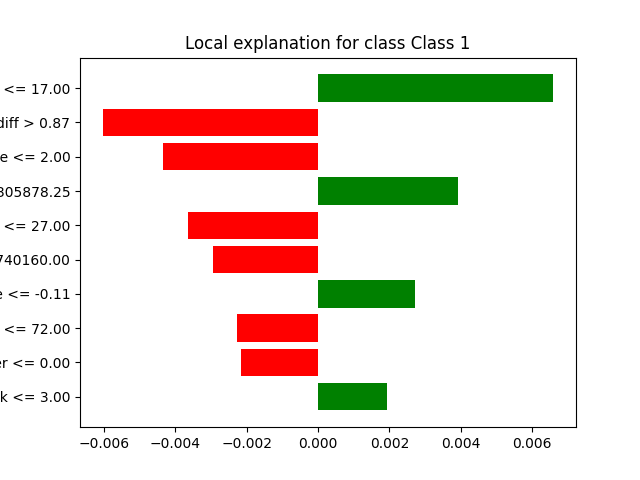 Local explanation for class Class 1
<= 17.00
diff > 0.87
e <= 2.00
805878.25
<= 27.00
740160.00
e <= -0.11
<= 72.00
er <= 0.00
k <= 3.00
−0.006 −0.004 −0.002 0.000 0.002 0.004 0.006